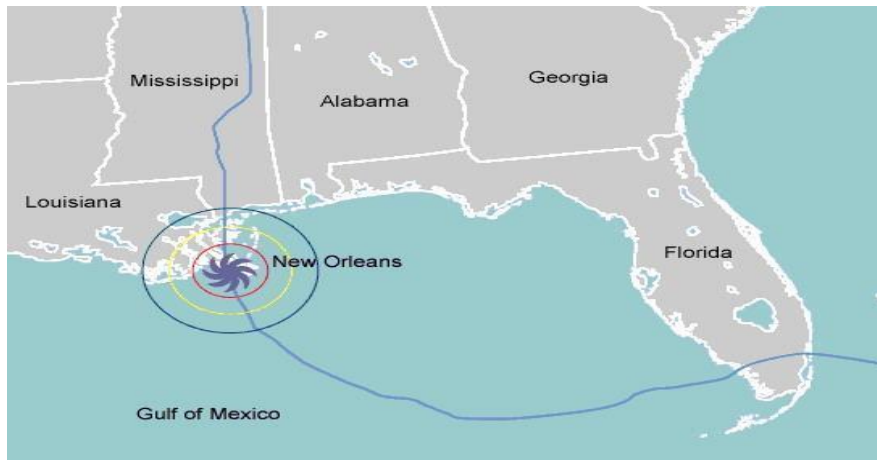 Mississippi
Alabama
Georgia
Louisiana
New Orleans
Florida
Gulf of Mexico